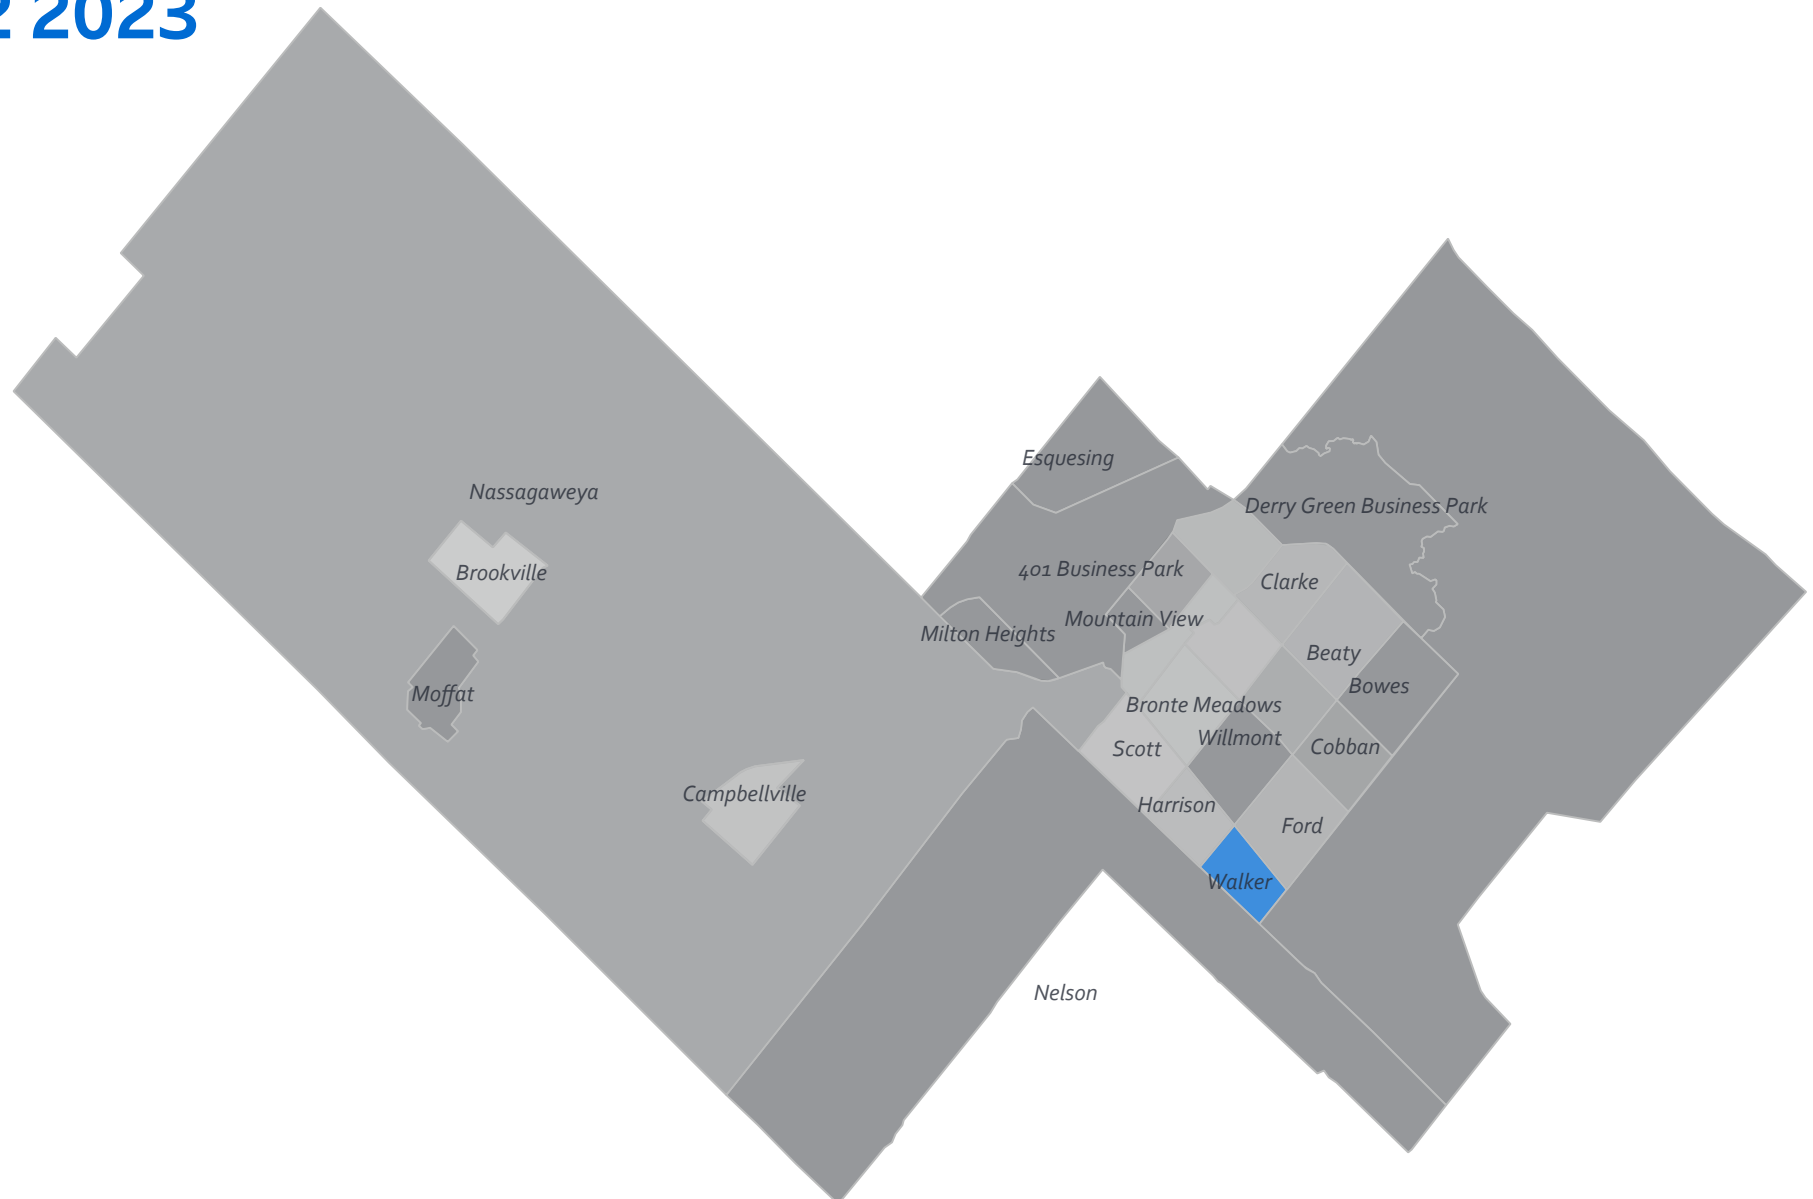 2 2023
Esquesing
Nassagaweya
Derry Green Business Park
Brookville
401 Business Park
Clarke
Mountain View
Milton Heights
Beaty
Bowes
Moffat
Bronte Meadows
Willmont
Scott
Cobban
Campbellville
Harrison
Ford
Walker
Nelson